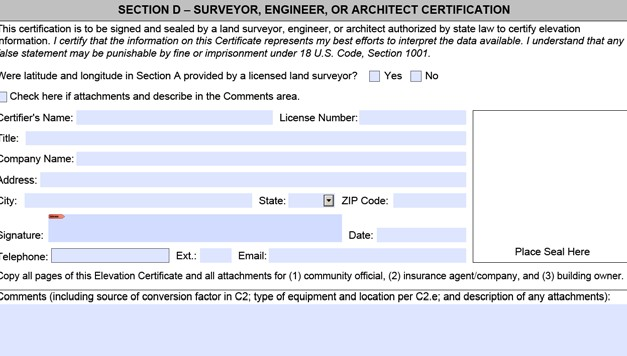 SECTION D – SURVEYOR, ENGINEER, OR ARCHITECT CERTIFICATION
This certification is to be signed and sealed by a land surveyor, engineer, or architect authorized by state law to certify elevation
information. I certify that the information on this Certificate represents my best efforts to interpret the data available. I understand that any
false statement may be punishable by fine or imprisonment under 18 U.S. Code, Section 1001.
Were latitude and longitude in Section A provided by a licensed land surveyor? Yes No
Check here if attachments and describe in the Comments area.
Certifier's Name: License Number:
Title:
Company Name:
Address:
City: State: ZIP Code:
Signature: Date:
Place Seal Here
Telephone: Ext.: Email:
Copy all pages of this Elevation Certificate and all attachments for (1) community official, (2) insurance agent/company, and (3) building owner.
Comments (including source of conversion factor in C2; type of equipment and location per C2.e; and description of any attachments):